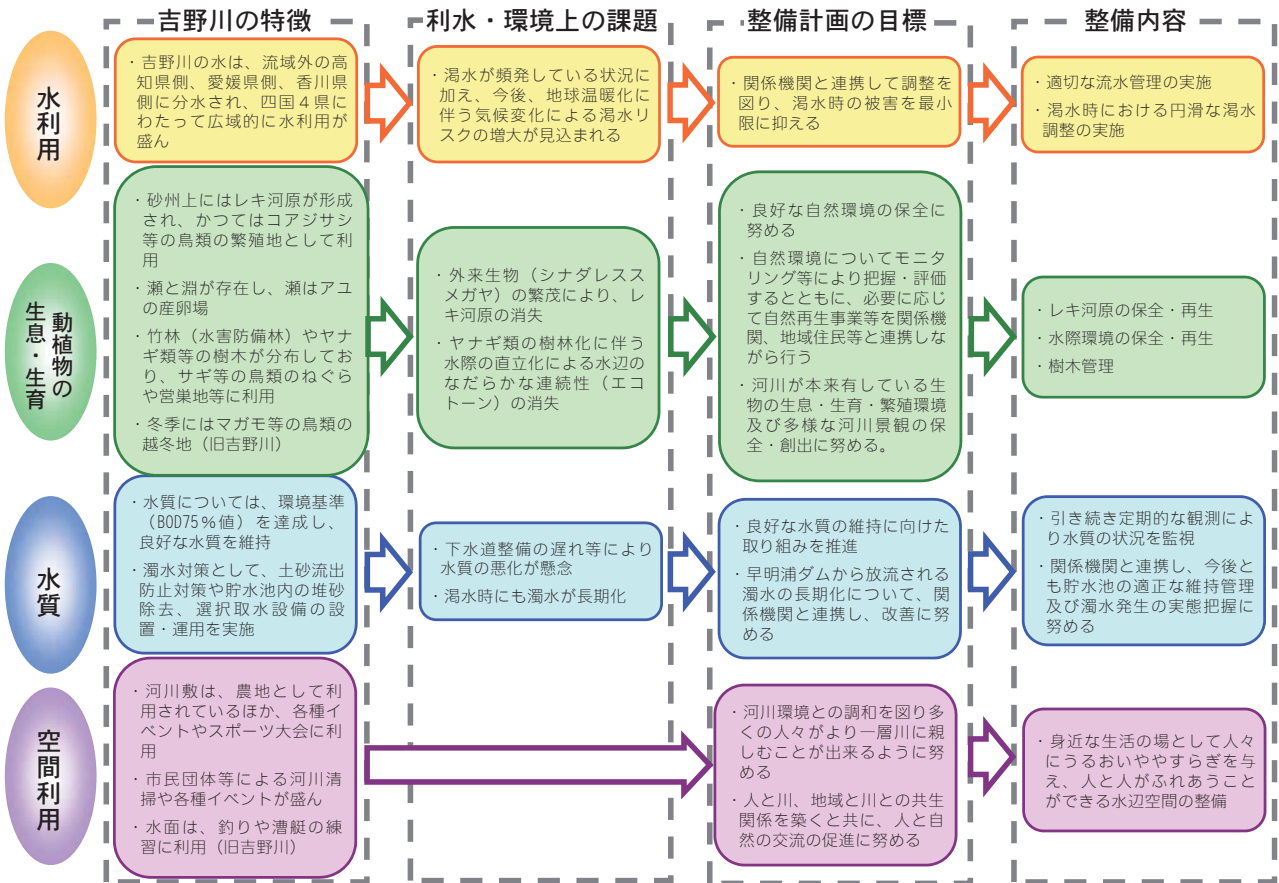 吉野川の特徴
利水・環境上の課題
整備計画の目標
整備内容
水利用
・吉野川の水は、流域外の高
知県側、愛媛県側、香川県
側に分水され、四国４県に
わたって広域的に水利用が
盛ん
・渇水が頻発している状況に
加え、今後、地球温暖化に
伴う気候変化による渇水リ
スクの増大が見込まれる
・関係機関と連携して調整を
図り、渇水時の被害を最小
限に抑える
・適切な流水管理の実施
・渇水時における円滑な渇水
調整の実施
動植物の
生息・生育
・砂州上にはレキ河原が形成
され、かつてはコアジサシ
等の鳥類の繁殖地として利
用
・瀬と淵が存在し、瀬はアユ
の産卵場
・竹林（水害防備林）やヤナ
ギ類等の樹木が分布してお
り、サギ等の鳥類のねぐら
や営巣地等に利用
・冬季にはマガモ等の鳥類の
越冬地（旧吉野川）
・外来生物（シナダレスス
メガヤ）の繁茂により、レ
キ河原の消失
・ヤナギ類の樹林化に伴う
水際の直立化による水辺の
なだらかな連続性（エコ
トーン）の消失
・良好な自然環境の保全に
努める
・自然環境についてモニタ
リング等により把握・評価
するとともに、必要に応じ
て自然再生事業等を関係機
関、地域住民等と連携しな
がら行う
・河川が本来有している生
物の生息・生育・繁殖環境
及び多様な河川景観の保
全・創出に努める。
・レキ河原の保全・再生
・水際環境の保全・再生
・樹木管理
水質
・水質については、環境基準
（BOD75％値）を達成し、
良好な水質を維持
・濁水対策として、土砂流出
防止対策や貯水池内の堆砂
除去、選択取水設備の設
置・運用を実施
・下水道整備の遅れ等により
水質の悪化が懸念
・渇水時にも濁水が長期化
・良好な水質の維持に向けた
取り組みを推進
・早明浦ダムから放流される
濁水の長期化について、関
係機関と連携し、改善に努
める
・引き続き定期的な観測によ
り水質の状況を監視
・関係機関と連携し、今後と
も貯水池の適正な維持管理
及び濁水発生の実態把握に
努める
空間利用
・河川敷は、農地として利
用されているほか、各種イ
ベントやスポーツ大会に利
用
・市民団体等による河川清
掃や各種イベントが盛ん
・水面は、釣りや漕艇の練
習に利用（旧吉野川）
・河川環境との調和を図り多
くの人々がより一層川に親
しむことが出来るように努
める
・人と川、地域と川との共生
関係を築くと共に、人と自
然の交流の促進に努める
・身近な生活の場として人々
にうるおいややすらぎを与
え、人と人がふれあうこと
ができる水辺空間の整備